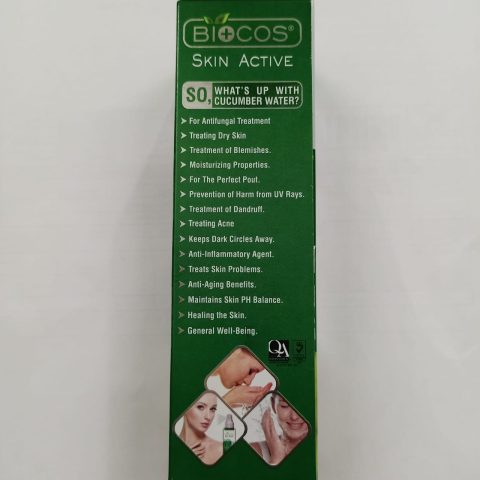 BIOCOS®
SKIN ACTIVE
SO, WHAT'S UP WITH
CUCUMBER WATER?
➤ For Antifungal Treatment
➤ Treating Dry Skin
➤ Treatment of Blemishes.
➤ Moisturizing Properties.
➤ For The Perfect Pout.
➤ Prevention of Harm from UV Rays.
➤ Treatment of Dandruff.
➤ Treating Acne
➤ Keeps Dark Circles Away.
➤ Anti-Inflammatory Agent.
➤ Treats Skin Problems.
➤ Anti-Aging Benefits.
➤ Maintains Skin PH Balance.
➤ Healing the Skin.
➤ General Well-Being.
QA